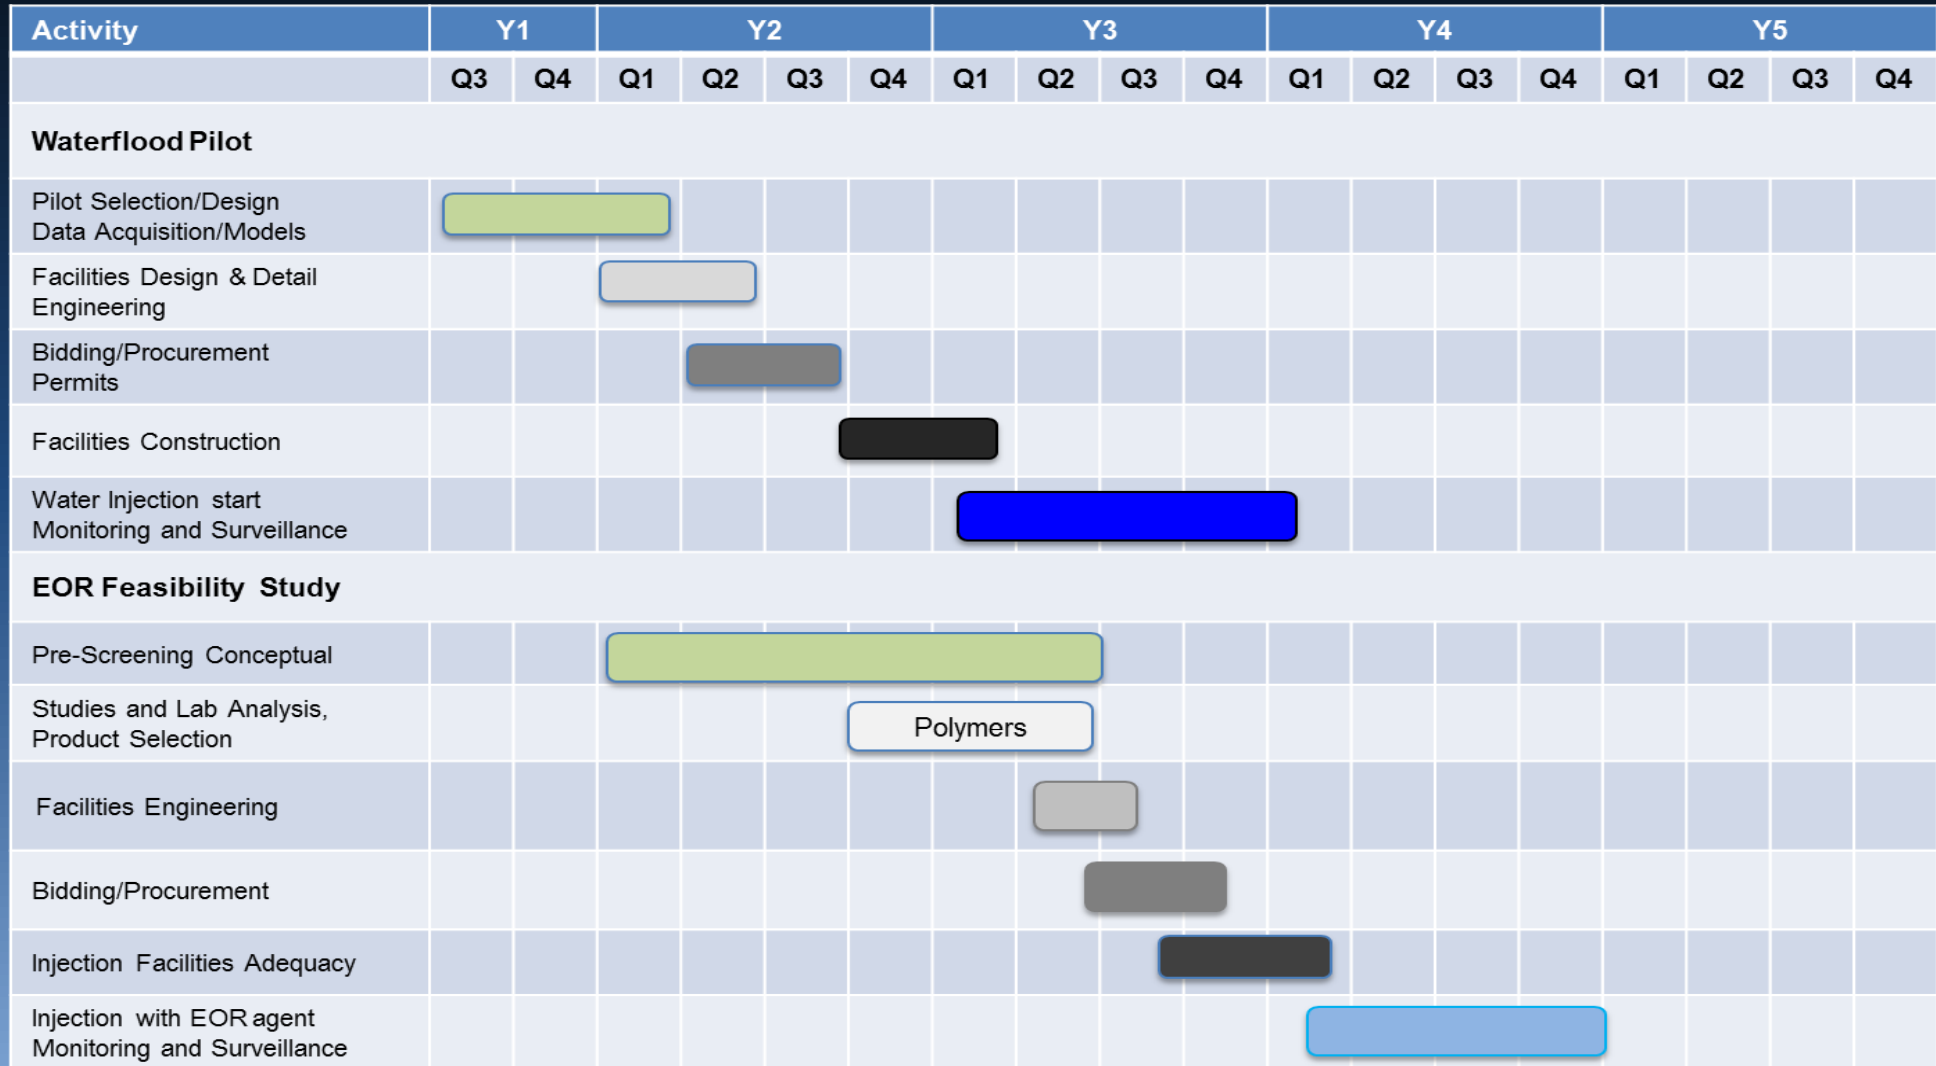 Activity Y1 Y2 Y3 Y4 Y5
Q3 Q4 Q1 Q2 Q3 Q4 Q1 Q2 Q3 Q4 Q1 Q2 Q3 Q4 Q1 Q2 Q3 Q4
Waterflood Pilot
Pilot Selection/Design
Data Acquisition/Models
Facilities Design & Detail
Engineering
Bidding/Procurement
Permits
Facilities Construction
Water Injection start
Monitoring and Surveillance
EOR Feasibility Study
Pre-Screening Conceptual
Studies and Lab Analysis,
Product Selection
Polymers
Facilities Engineering
Bidding/Procurement
Injection Facilities Adequacy
Injection with EOR agent
Monitoring and Surveillance